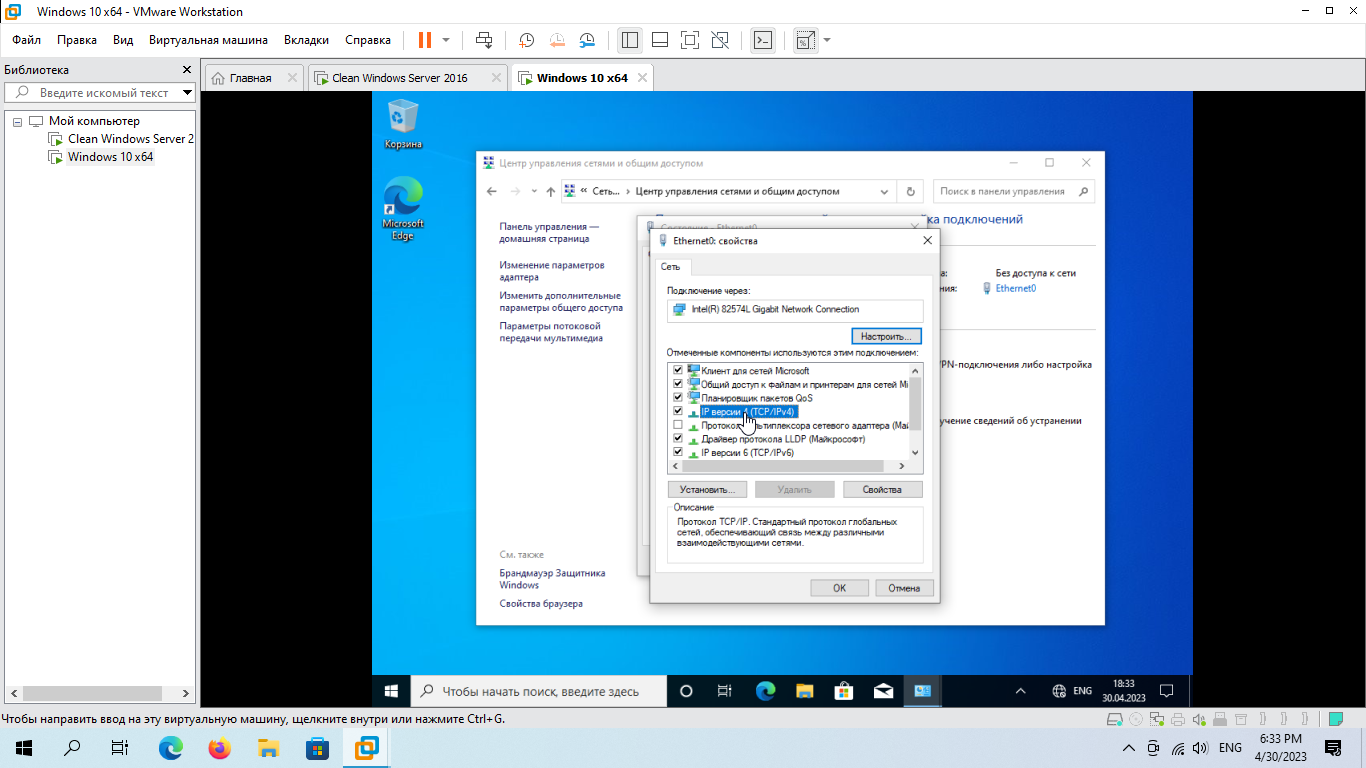 Windows 10 x64 - VMware Workstation
Файл Правка Вид Виртуальная машина Вкладки Справка
Библиотека
Введите искомый текст
Мой компьютер
Clean Windows Server 2
Windows 10 x64
Главная
Clean Windows Server 2016
Windows 10 x64
Корзина
Microsoft
Edge
Центр управления сетями и общим доступом
« Сеть... › Центр управления сетями и общим доступом
Поиск в панели управления
Панель управления —
домашняя страница
Изменение параметров
адаптера
Изменить дополнительные
параметры общего доступа
Параметры потоковой
передачи мультимедиа
См. также
Брандмауэр Защитника
Windows
Свойства браузера
ка подключений
а: Без доступа к сети
ния: Ethernet0
PN-подключения либо настройка
учение сведений об устранении
Ethernet0: свойства
Сеть
Подключение через:
Intel(R) 82574L Gigabit Network Connection
Настроить...
Отмеченные компоненты используются этим подключением:
Клиент для сетей Microsoft
Общий доступ к файлам и принтерам для сетей Mi
Планировщик пакетов QoS
IP версии 4 (TCP/IPv4)
Протокол мультиплексора сетевого адаптера (Май
Драйвер протокола LLDP (Майкрософт)
IP версии 6 (TCP/IPv6)
Установить... Удалить Свойства
Описание
Протокол TCP/IP. Стандартный протокол глобальных
сетей, обеспечивающий связь между различными
взаимодействующими сетями.
OK Отмена
Чтобы начать поиск, введите здесь
ENG
18:33
30.04.2023
Чтобы направить ввод на эту виртуальную машину, щелкните внутри или нажмите Ctrl+G.
ENG
6:33 PM
4/30/2023